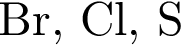 Br, Cl, S